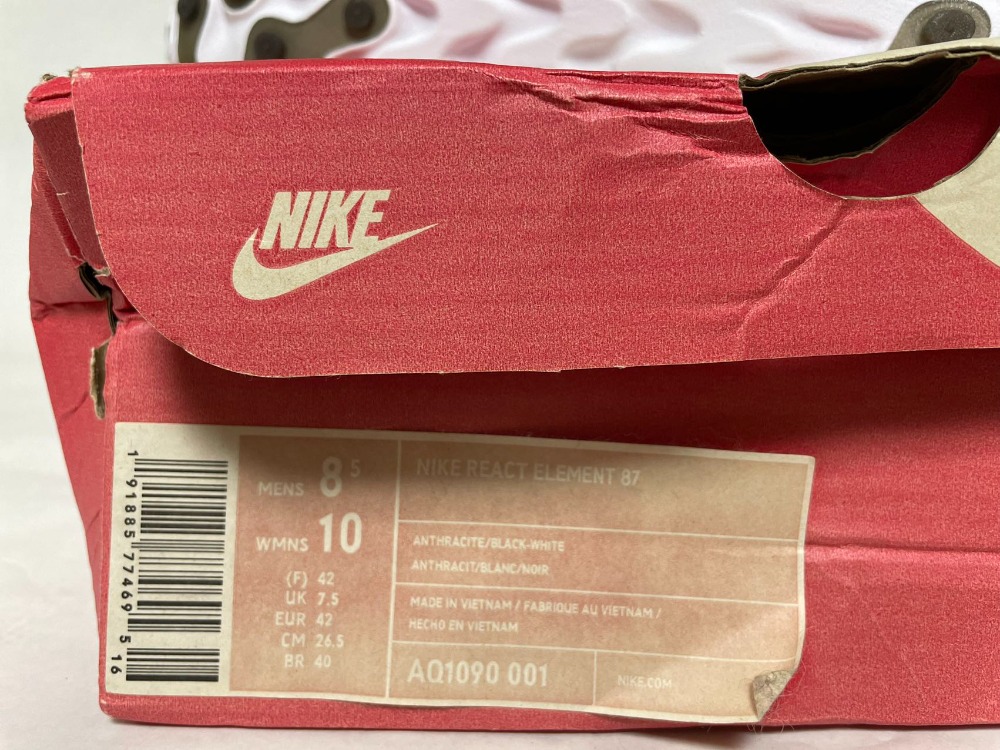 NIKE
1 91885 77469 5 16
MENS 8 5
WMNS 10
(F) 42
UK 7.5
EUR 42
CM 26.5
BR 40
NIKE REACT ELEMENT 87
ANTHRACITE/BLACK-WHITE
ANTHRACIT/BLANC/NOIR
MADE IN VIETNAM / FABRIQUE AU VIETNAM /
HECHO EN VIETNAM
AQ1090 001
NIKE.COM